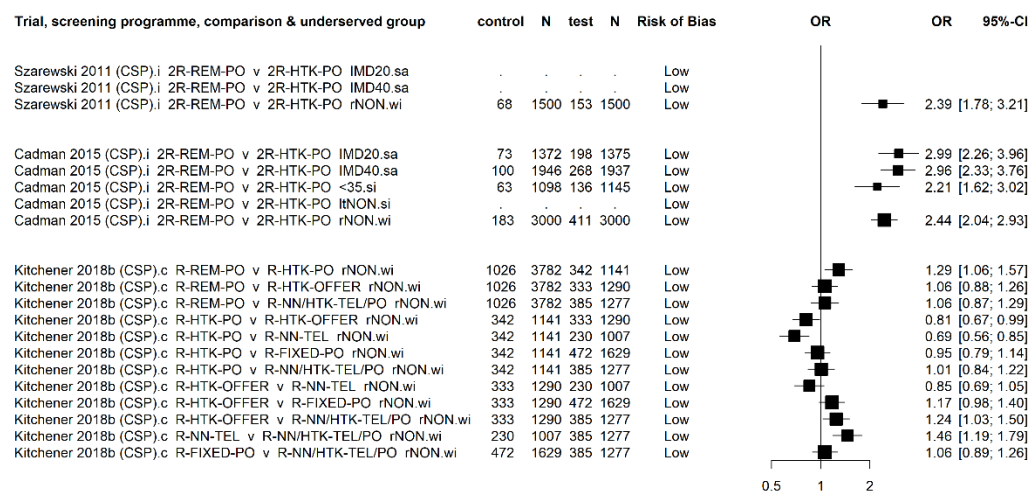 Trial, screening programme, comparison & underserved group control N test N Risk of Bias OR OR 95%-CI
Szarewski 2011 (CSP).i 2R-REM-PO v 2R-HTK-PO IMD20.sa . . . . Low
Szarewski 2011 (CSP).i 2R-REM-PO v 2R-HTK-PO IMD40.sa . . . . Low
Szarewski 2011 (CSP).i 2R-REM-PO v 2R-HTK-PO rNON.wi 68 1500 153 1500 Low 2.39 [1.78; 3.21]
Cadman 2015 (CSP).i 2R-REM-PO v 2R-HTK-PO IMD20.sa 73 1372 198 1375 Low 2.99 [2.26; 3.96]
Cadman 2015 (CSP).i 2R-REM-PO v 2R-HTK-PO IMD40.sa 100 1946 268 1937 Low 2.96 [2.33; 3.76]
Cadman 2015 (CSP).i 2R-REM-PO v 2R-HTK-PO <35.si 63 1098 136 1145 Low 2.21 [1.62; 3.02]
Cadman 2015 (CSP).i 2R-REM-PO v 2R-HTK-PO ltNON.si . . . . Low
Cadman 2015 (CSP).i 2R-REM-PO v 2R-HTK-PO rNON.wi 183 3000 411 3000 Low 2.44 [2.04; 2.93]
Kitchener 2018b (CSP).c R-REM-PO v R-HTK-PO rNON.wi 1026 3782 342 1141 Low 1.29 [1.06; 1.57]
Kitchener 2018b (CSP).c R-REM-PO v R-HTK-OFFER rNON.wi 1026 3782 333 1290 Low 1.06 [0.88; 1.26]
Kitchener 2018b (CSP).c R-REM-PO v R-NN/HTK-TEL/PO rNON.wi 1026 3782 385 1277 Low 1.06 [0.87; 1.29]
Kitchener 2018b (CSP).c R-HTK-PO v R-HTK-OFFER rNON.wi 342 1141 333 1290 Low 0.81 [0.67; 0.99]
Kitchener 2018b (CSP).c R-HTK-PO v R-NN-TEL rNON.wi 342 1141 230 1007 Low 0.69 [0.56; 0.85]
Kitchener 2018b (CSP).c R-HTK-PO v R-FIXED-PO rNON.wi 342 1141 472 1629 Low 0.95 [0.79; 1.14]
Kitchener 2018b (CSP).c R-HTK-PO v R-NN/HTK-TEL/PO rNON.wi 342 1141 385 1277 Low 1.01 [0.84; 1.22]
Kitchener 2018b (CSP).c R-HTK-OFFER v R-NN-TEL rNON.wi 333 1290 230 1007 Low 0.85 [0.69; 1.05]
Kitchener 2018b (CSP).c R-HTK-OFFER v R-FIXED-PO rNON.wi 333 1290 472 1629 Low 1.17 [0.98; 1.40]
Kitchener 2018b (CSP).c R-HTK-OFFER v R-NN/HTK-TEL/PO rNON.wi 333 1290 385 1277 Low 1.24 [1.03; 1.50]
Kitchener 2018b (CSP).c R-NN-TEL v R-NN/HTK-TEL/PO rNON.wi 230 1007 385 1277 Low 1.46 [1.19; 1.79]
Kitchener 2018b (CSP).c R-FIXED-PO v R-NN/HTK-TEL/PO rNON.wi 472 1629 385 1277 Low 1.06 [0.89; 1.26]
0.5 1 2